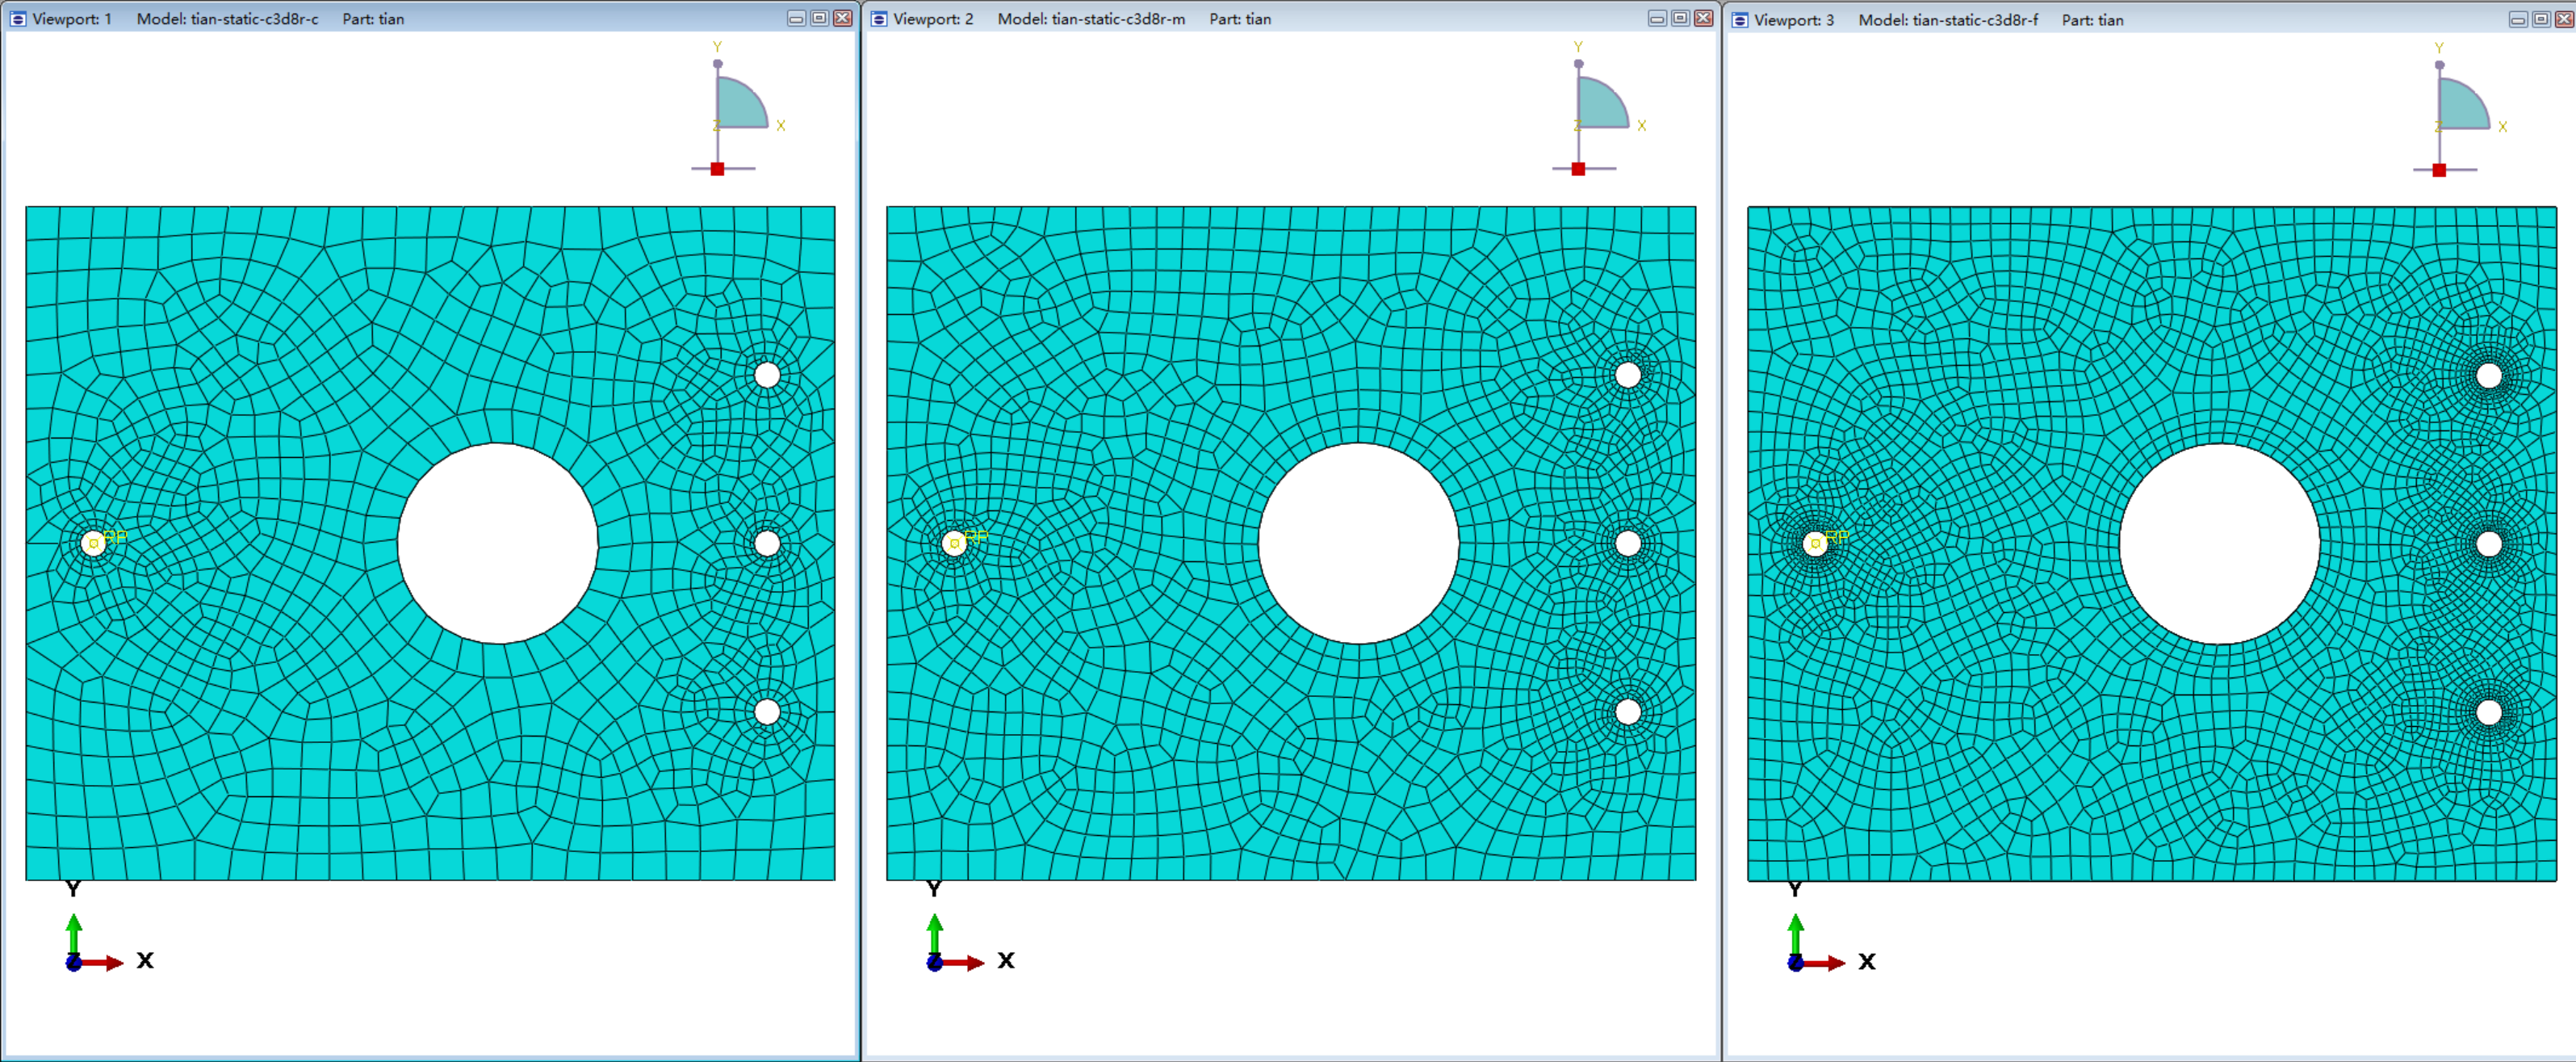 Viewport: 1 Model: tian-static-c3d8r-c Part: tian
Y
Z X
RP
Y
Z X
Viewport: 2 Model: tian-static-c3d8r-m Part: tian
Y
Z X
RP
Y
Z X
Viewport: 3 Model: tian-static-c3d8r-f Part: tian
Y
Z X
RP
Y
Z X